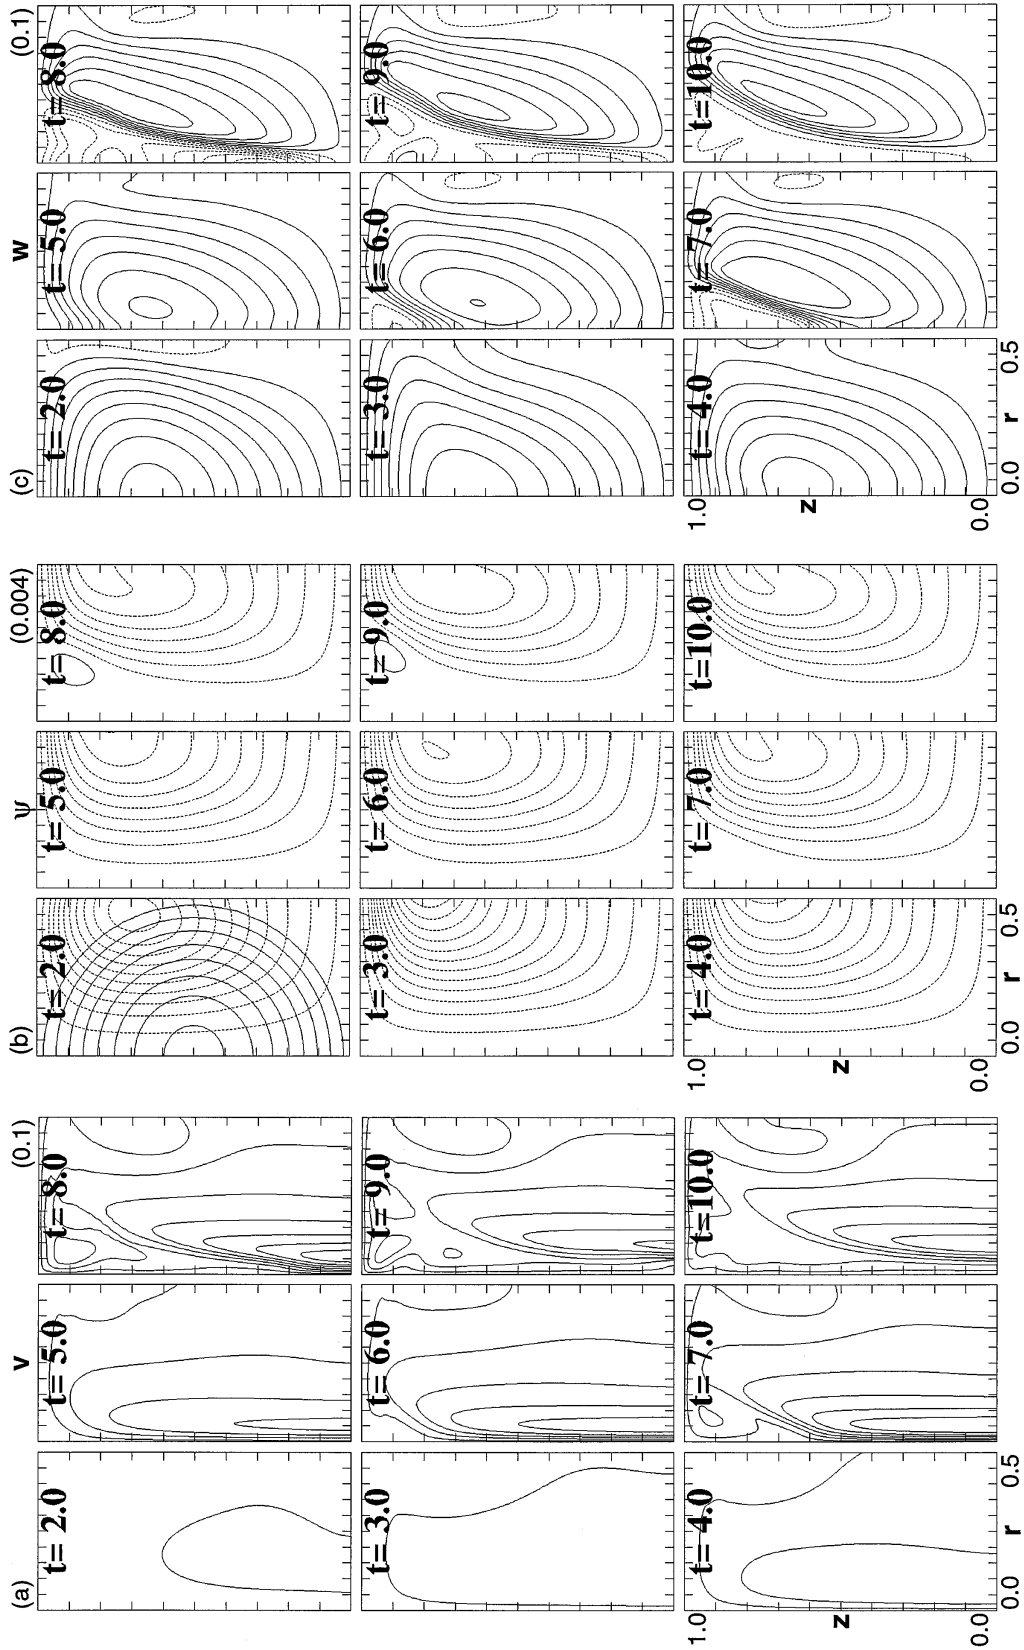 (a) v (0.1)
t= 2.0 t= 5.0 t= 8.0
t= 3.0 t= 6.0 t= 9.0
1.0 t= 4.0 t= 7.0 t=10.0
z
0.0
0.0 r 0.5
(b) ψ (0.004)
t= 2.0 t= 5.0 t= 8.0
t= 3.0 t= 6.0 t= 9.0
1.0 t= 4.0 t= 7.0 t=10.0
z
0.0
0.0 r 0.5
(c) w (0.1)
t= 2.0 t= 5.0 t= 8.0
t= 3.0 t= 6.0 t= 9.0
1.0 t= 4.0 t= 7.0 t=10.0
z
0.0
0.0 r 0.5